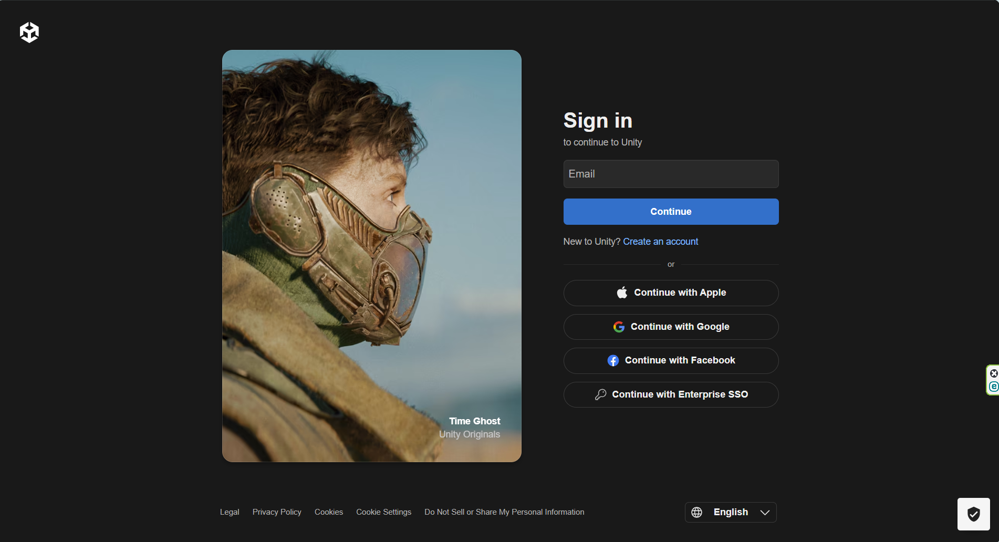 Time Ghost
Unity Originals
Sign in
to continue to Unity
Email
Continue
New to Unity? Create an account
or
Continue with Apple
Continue with Google
Continue with Facebook
Continue with Enterprise SSO
Legal Privacy Policy Cookies Cookie Settings Do Not Sell or Share My Personal Information
English